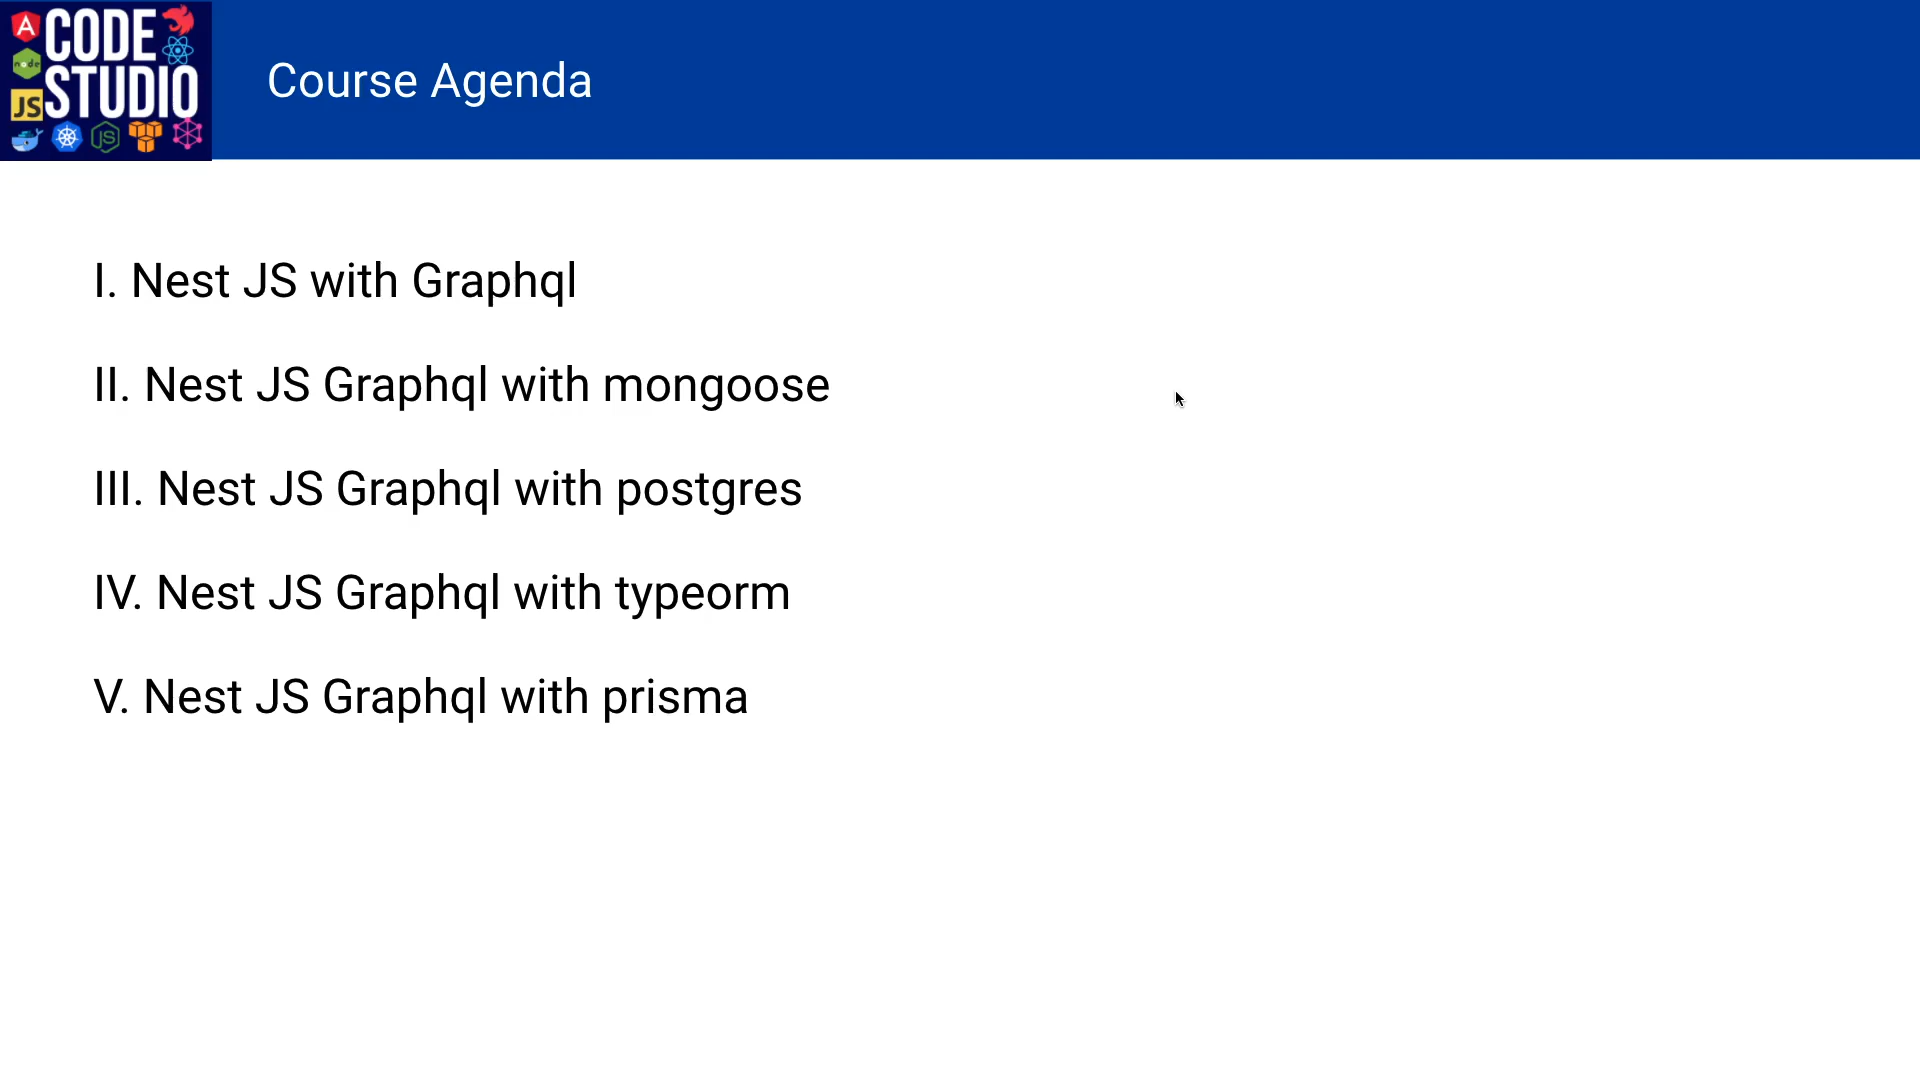 CODE
STUDIO
JS
Course Agenda
I. Nest JS with Graphql
II. Nest JS Graphql with mongoose
III. Nest JS Graphql with postgres
IV. Nest JS Graphql with typeorm
V. Nest JS Graphql with prisma